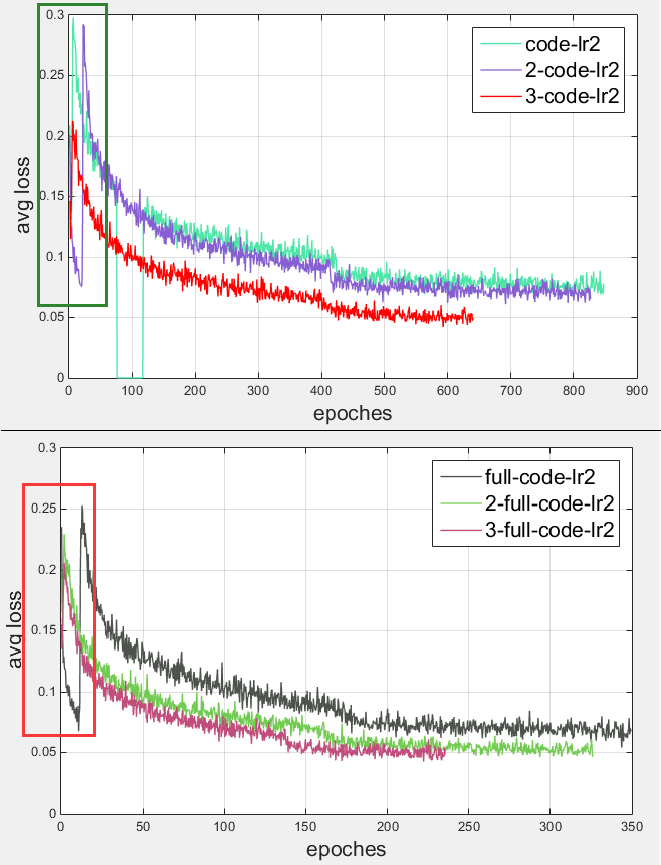 0.3
0.25
0.2
0.15
0.1
0.05
0
avg loss
code-lr2
2-code-lr2
3-code-lr2
0 100 200 300 400 500 600 700 800 900
epoches
0.3
0.25
0.2
0.15
0.1
0.05
0
avg loss
full-code-lr2
2-full-code-lr2
3-full-code-lr2
0 50 100 150 200 250 300 350
epoches